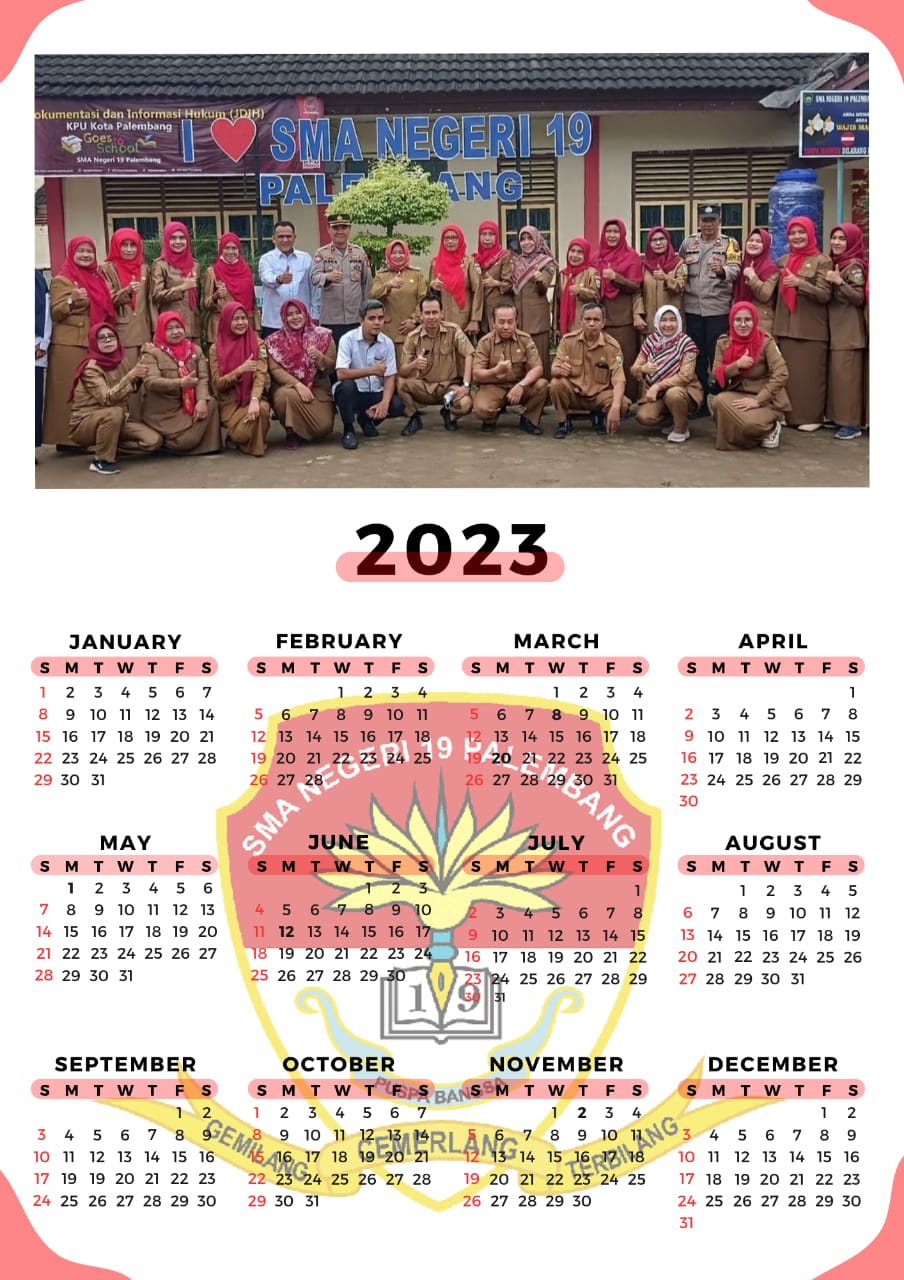 okumentasi dan Informasi Hukum (JDIH)
KPU Kota Palembang
Goes to School
SMA Negeri 19 Palembang
I ❤ SMA NEGERI 19
PALEMBANG
SMA NEGERI 19 PALEMBA
WAJIB MA
2023
JANUARY
S M T W T F S
1 2 3 4 5 6 7
8 9 10 11 12 13 14
15 16 17 18 19 20 21
22 23 24 25 26 27 28
29 30 31
FEBRUARY
S M T W T F S
1 2 3 4
5 6 7 8 9 10 11
12 13 14 15 16 17 18
19 20 21 22 23 24 25
26 27 28
MARCH
S M T W T F S
1 2 3 4
5 6 7 8 9 10 11
12 13 14 15 16 17 18
19 20 21 22 23 24 25
26 27 28 29 30 31
APRIL
S M T W T F S
1
2 3 4 5 6 7 8
9 10 11 12 13 14 15
16 17 18 19 20 21 22
23 24 25 26 27 28 29
30
MAY
S M T W T F S
1 2 3 4 5 6
7 8 9 10 11 12 13
14 15 16 17 18 19 20
21 22 23 24 25 26 27
28 29 30 31
JUNE
S M T W T F S
1 2 3
4 5 6 7 8 9 10
11 12 13 14 15 16 17
18 19 20 21 22 23 24
25 26 27 28 29 30
JULY
S M T W T F S
1
2 3 4 5 6 7 8
9 10 11 12 13 14 15
16 17 18 19 20 21 22
23 24 25 26 27 28 29
30 31
AUGUST
S M T W T F S
1 2 3 4 5
6 7 8 9 10 11 12
13 14 15 16 17 18 19
20 21 22 23 24 25 26
27 28 29 30 31
SEPTEMBER
S M T W T F S
1 2
3 4 5 6 7 8 9
10 11 12 13 14 15 16
17 19 19 20 21 22 23
24 25 26 27 28 29 30
OCTOBER
S M T W T F S
1 2 3 4 5 6 7
8 9 10 11 12 13 14
15 16 17 18 19 20 21
22 23 24 25 26 27 28
29 30 31
NOVEMBER
S M T W T F S
1 2 3 4
5 6 7 8 9 10 11
12 13 14 15 16 17 18
19 20 21 22 23 24 25
26 27 28 29 30
DECEMBER
S M T W T F S
1 2
3 4 5 6 7 8 9
10 11 12 13 14 15 16
17 18 19 20 21 22 23
24 25 26 27 28 29 30
31
SMA NEGERI 19 PALEMBANG
19
PUSPA BANGSA
GEMILANG GEMERLANG TERBILANG